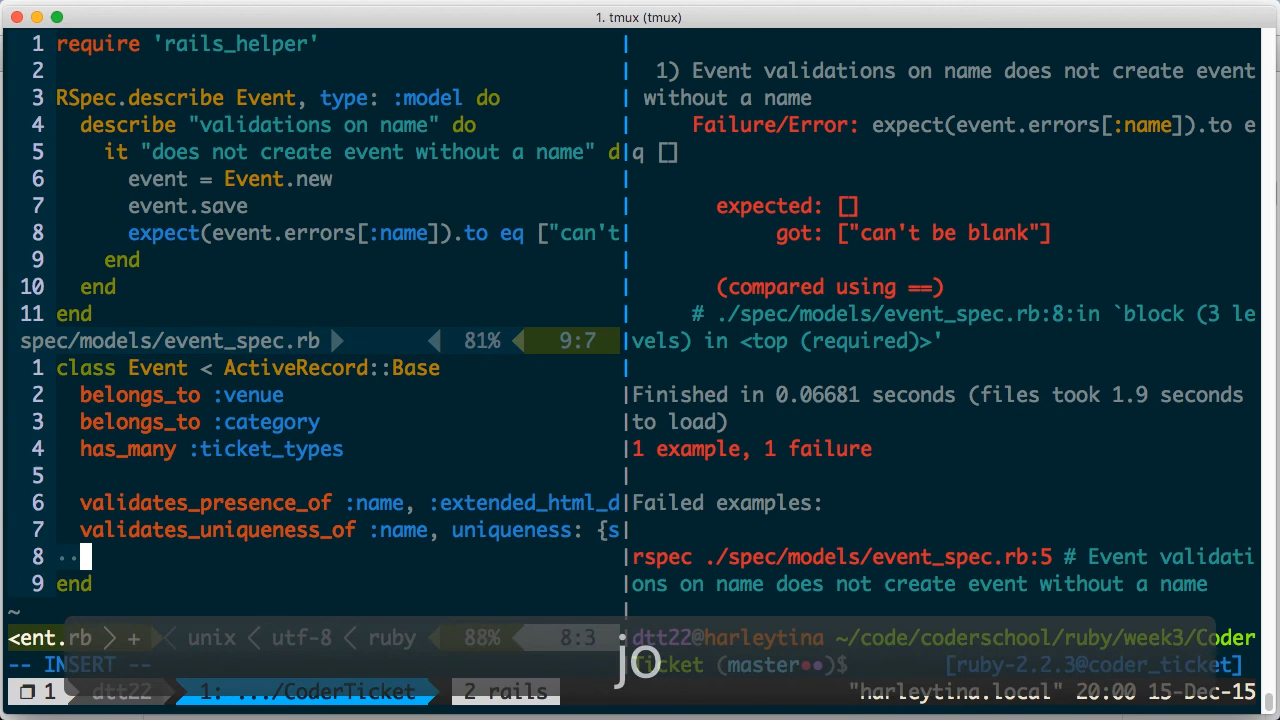 1. tmux (tmux)
1 require 'rails_helper'
2
3 RSpec.describe Event, type: :model do
4 describe "validations on name" do
5 it "does not create event without a name" d
6 event = Event.new
7 event.save
8 expect(event.errors[:name]).to eq ["can't
9 end
10 end
11 end
spec/models/event_spec.rb 81% 9:7
1 class Event < ActiveRecord::Base
2 belongs_to :venue
3 belongs_to :category
4 has_many :ticket_types
5
6 validates_presence_of :name, :extended_html_d
7 validates_uniqueness_of :name, uniqueness: {s
8 ··
9 end
~
<ent.rb + unix utf-8 ruby 88% 8:3
-- INSERT --
1) Event validations on name does not create event
without a name
Failure/Error: expect(event.errors[:name]).to e
q []
expected: []
got: ["can't be blank"]
(compared using ==)
# ./spec/models/event_spec.rb:8:in `block (3 le
vels) in <top (required)>'
Finished in 0.06681 seconds (files took 1.9 seconds
to load)
1 example, 1 failure
Failed examples:
rspec ./spec/models/event_spec.rb:5 # Event validati
ons on name does not create event without a name
dtt22@harleytina ~/code/coderschool/ruby/week3/Coder
Ticket (master••)$ [ruby-2.2.3@coder_ticket]
jo
1 dtt22 1: .../CoderTicket 2 rails "harleytina.local" 20:00 15-Dec-15